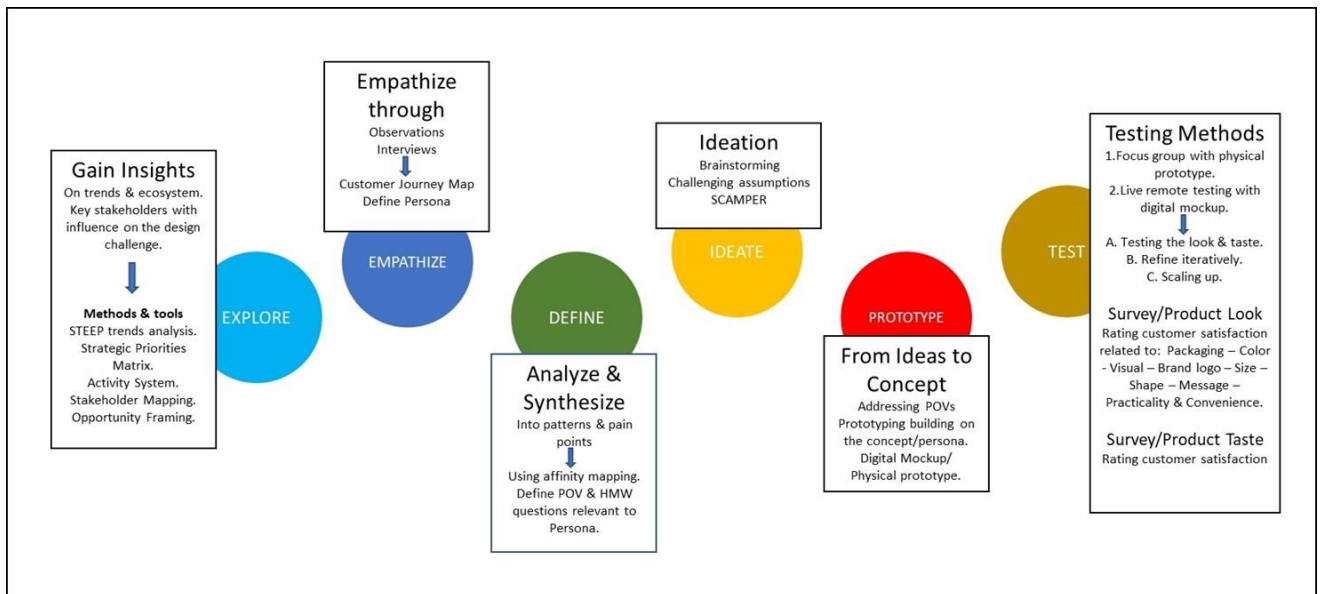 Gain Insights
On trends & ecosystem.
Key stakeholders with
influence on the design
challenge.
Methods & tools
STEEP trends analysis.
Strategic Priorities
Matrix.
Activity System.
Stakeholder Mapping.
Opportunity Framing.
EXPLORE
Empathize
through
Observations
Interviews
Customer Journey Map
Define Persona
EMPATHIZE
DEFINE
Analyze &
Synthesize
Into patterns & pain
points
Using affinity mapping.
Define POV & HMW
questions relevant to
Persona.
Ideation
Brainstorming
Challenging assumptions
SCAMPER
IDEATE
PROTOTYPE
From Ideas to
Concept
Addressing POVs
Prototyping building on
the concept/persona.
Digital Mockup/
Physical prototype.
TEST
Testing Methods
1.Focus group with physical
prototype.
2.Live remote testing with
digital mockup.
A. Testing the look & taste.
B. Refine iteratively.
C. Scaling up.
Survey/Product Look
Rating customer satisfaction
related to: Packaging – Color
- Visual – Brand logo – Size –
Shape – Message –
Practicality & Convenience.
Survey/Product Taste
Rating customer satisfaction